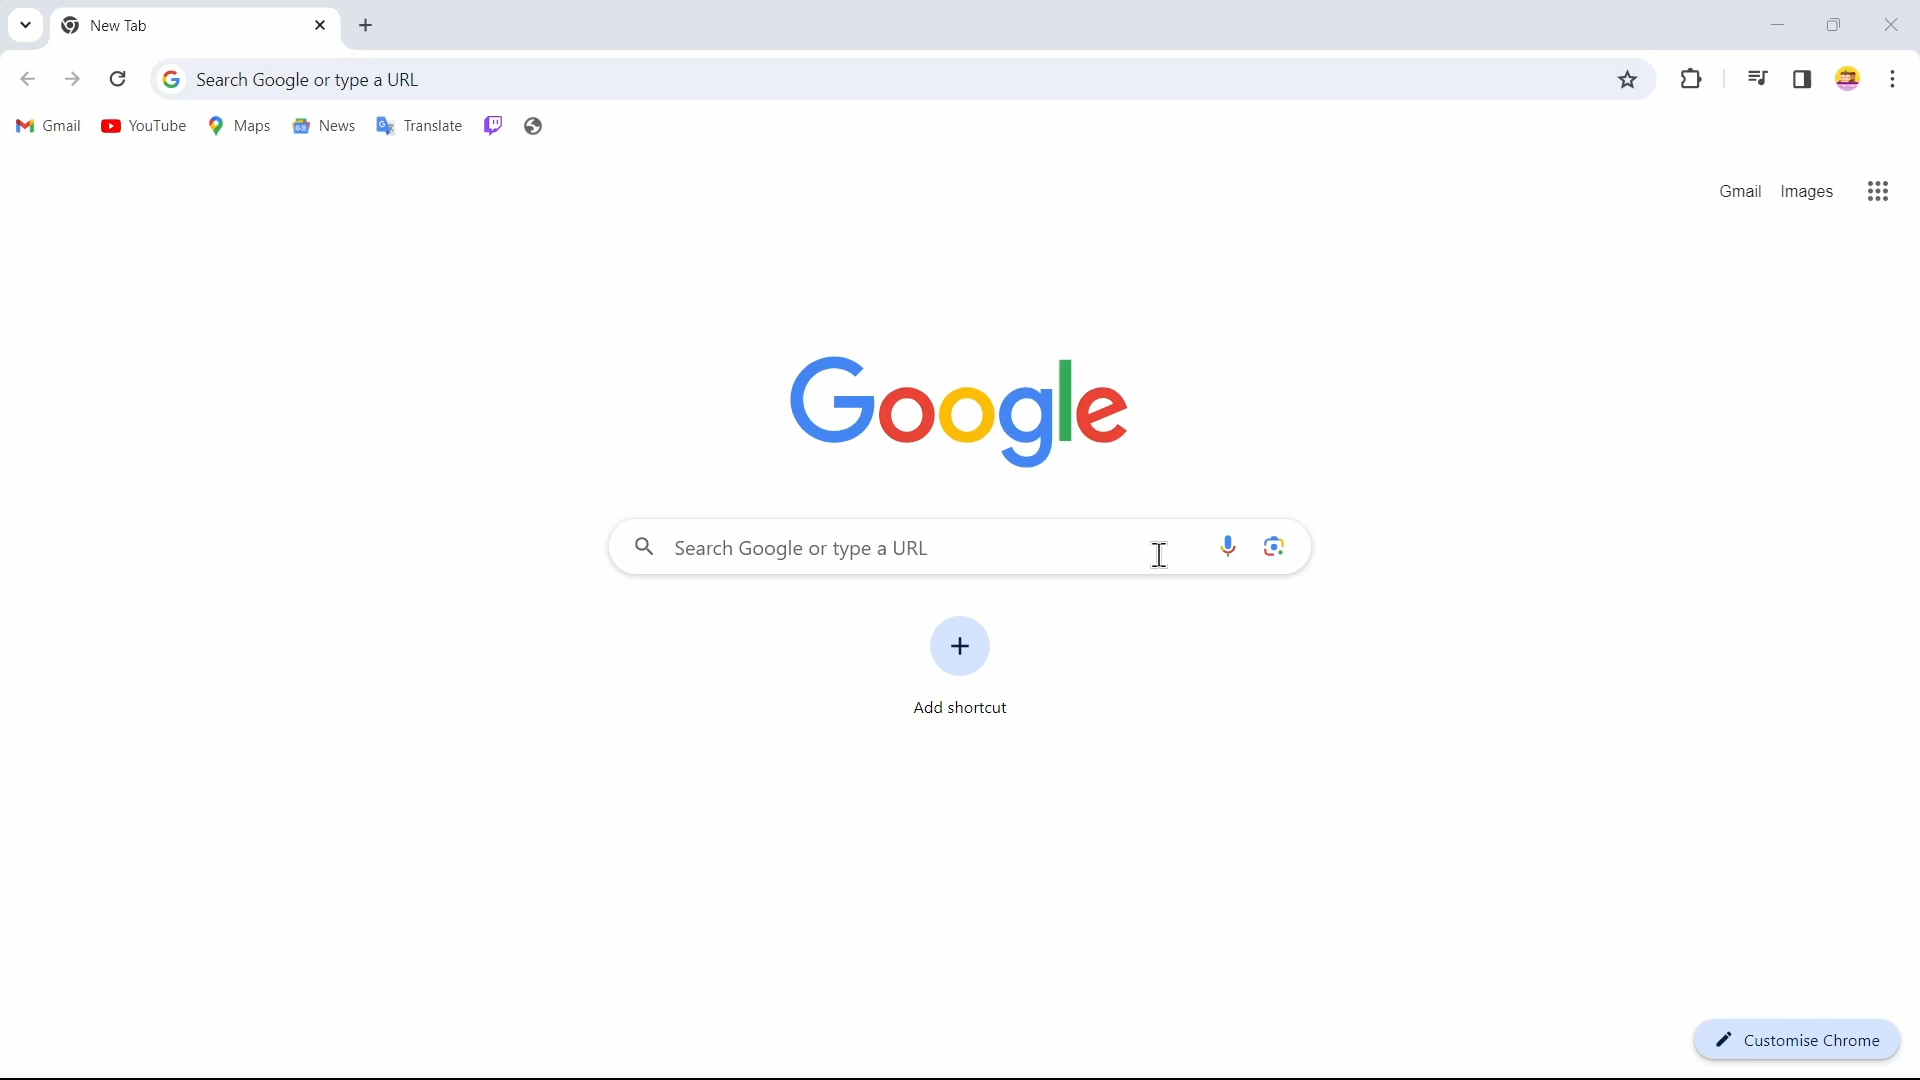 New Tab
Search Google or type a URL
Gmail YouTube Maps News Translate
Gmail Images
Google
Search Google or type a URL
Add shortcut
Customise Chrome